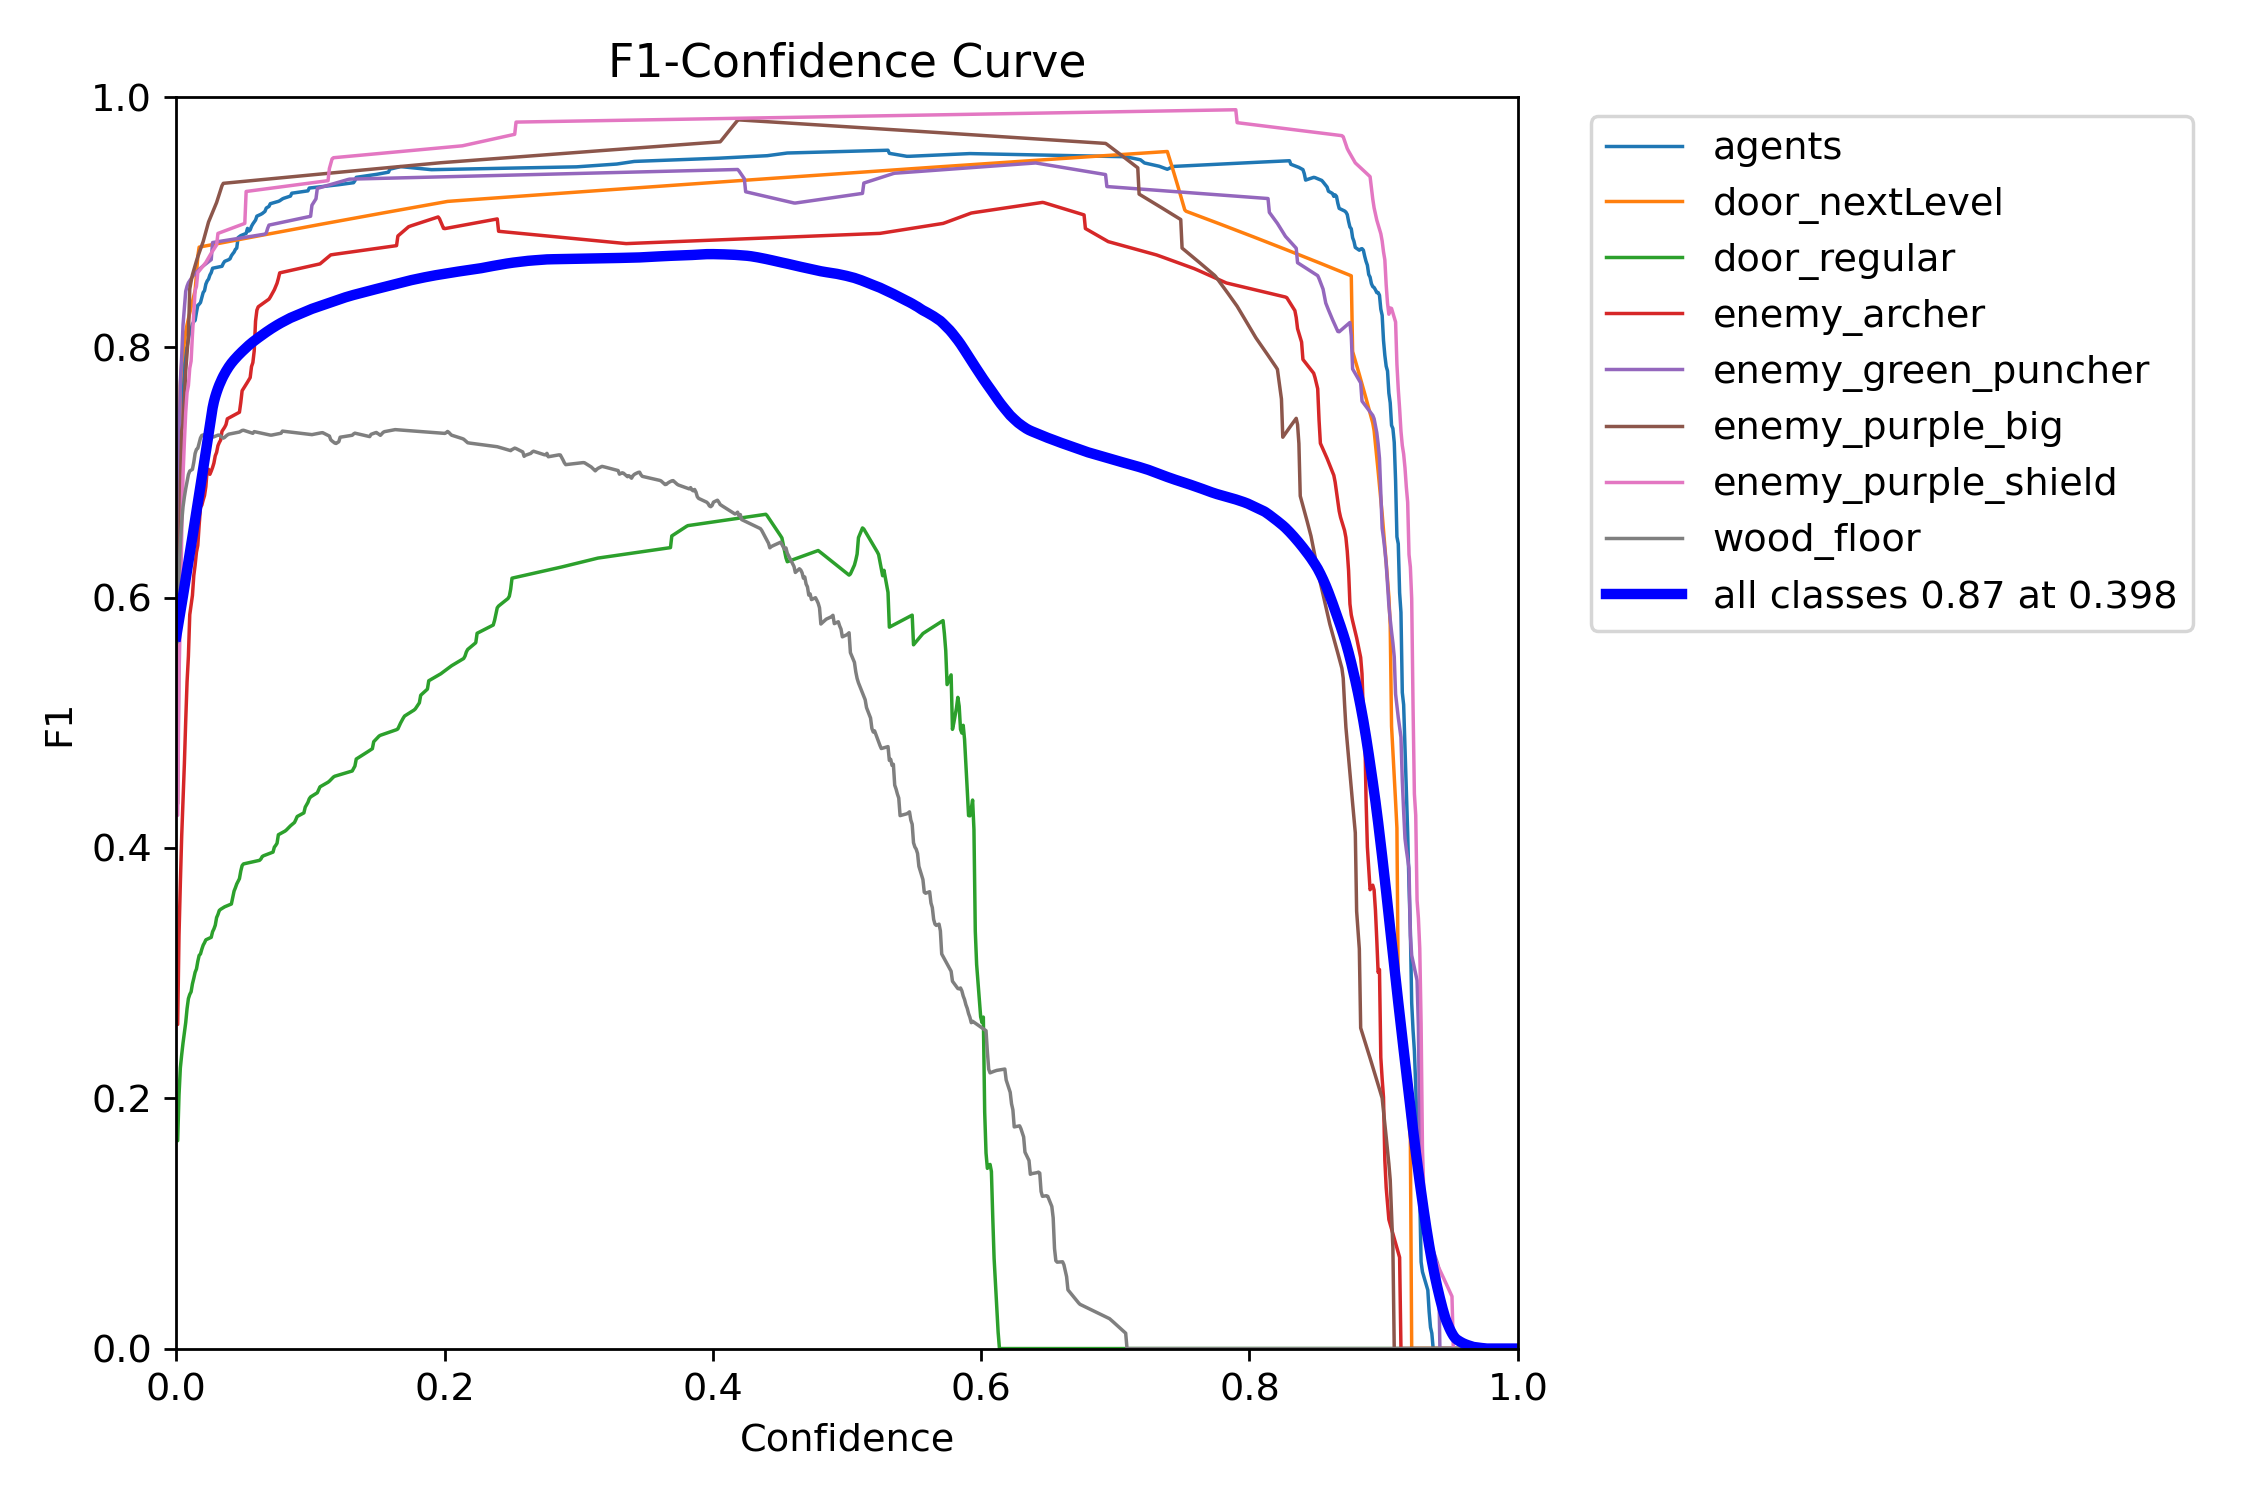 F1-Confidence Curve
1.0
0.8
0.6
0.4
0.2
0.0
F1
0.0 0.2 0.4 0.6 0.8 1.0
Confidence
agents
door_nextLevel
door_regular
enemy_archer
enemy_green_puncher
enemy_purple_big
enemy_purple_shield
wood_floor
all classes 0.87 at 0.398